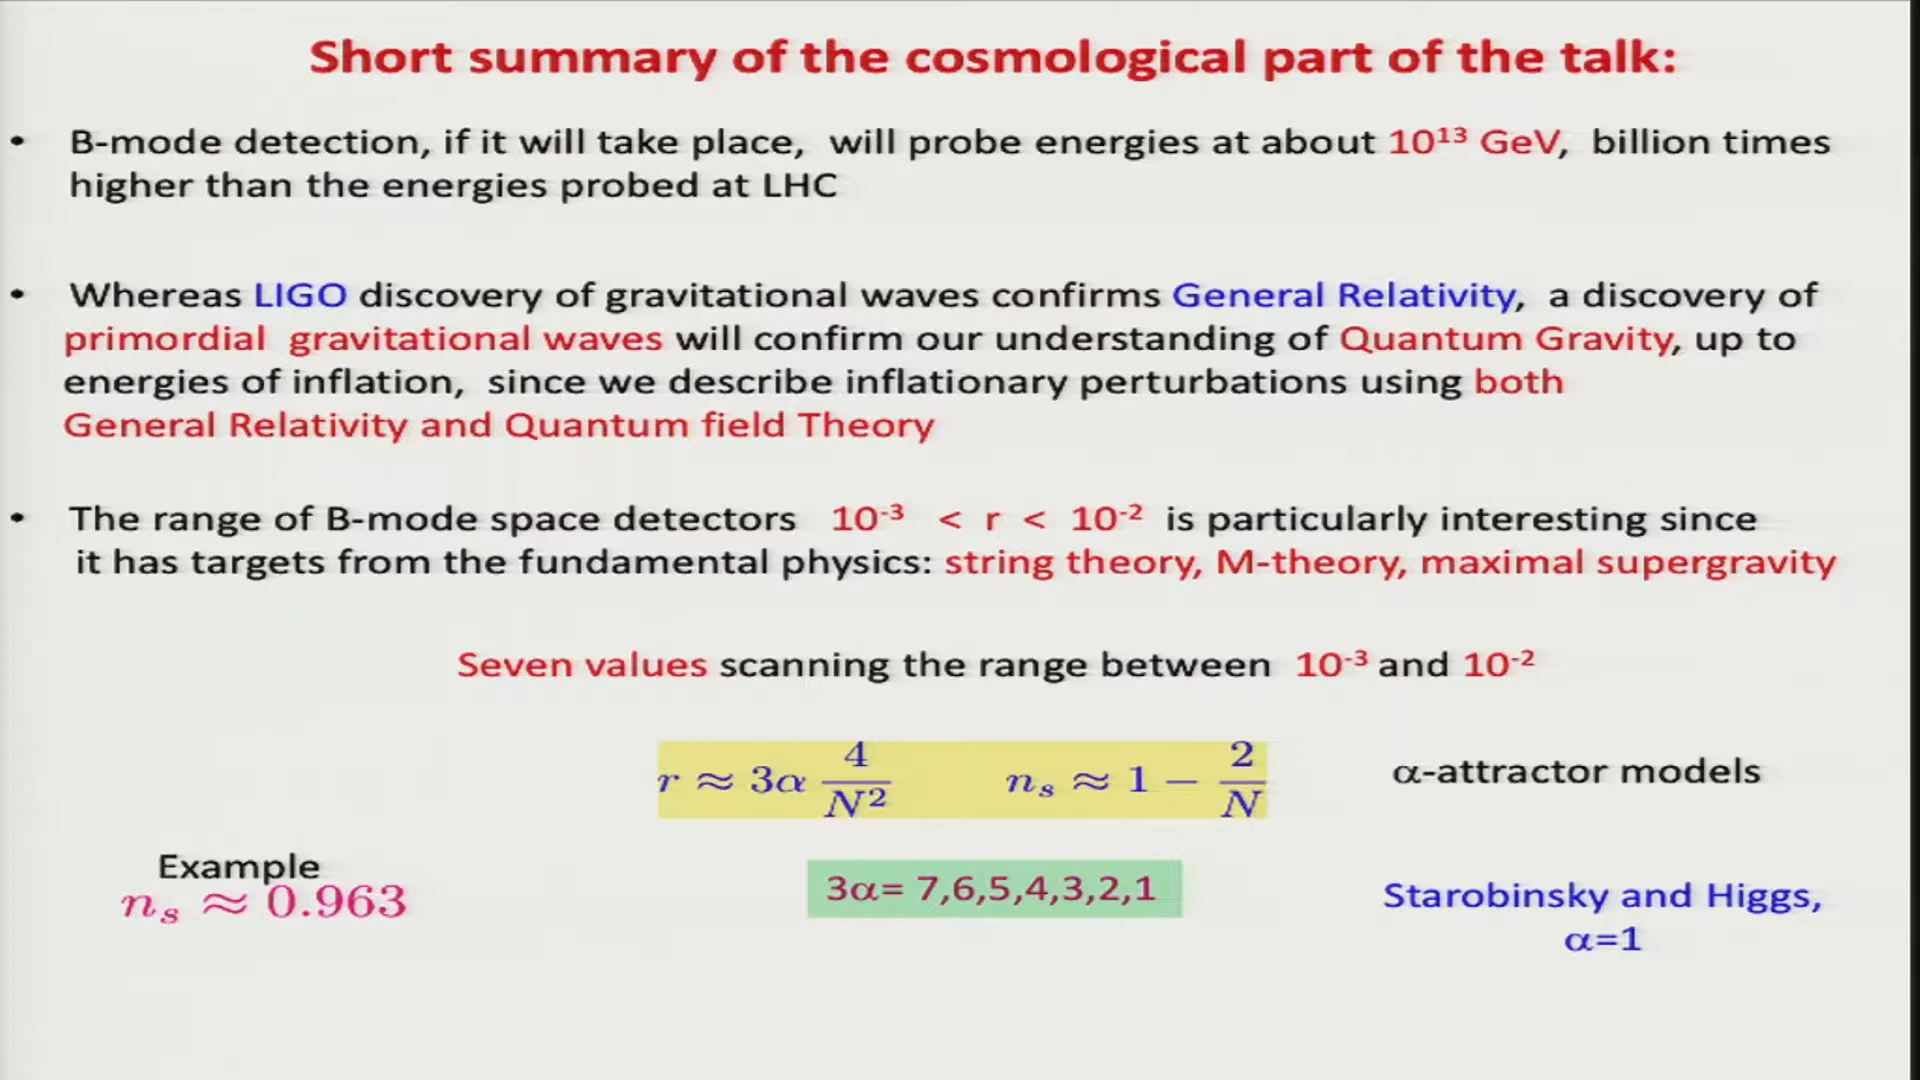 Short summary of the cosmological part of the talk:
• B-mode detection, if it will take place, will probe energies at about 10¹³ GeV, billion times
higher than the energies probed at LHC
• Whereas LIGO discovery of gravitational waves confirms General Relativity, a discovery of
primordial gravitational waves will confirm our understanding of Quantum Gravity, up to
energies of inflation, since we describe inflationary perturbations using both
General Relativity and Quantum field Theory
• The range of B-mode space detectors 10⁻³ < r < 10⁻² is particularly interesting since
it has targets from the fundamental physics: string theory, M-theory, maximal supergravity
Seven values scanning the range between 10⁻³ and 10⁻²
r ≈ 3α 4/N² nₛ ≈ 1 − 2/N α-attractor models
Example
nₛ ≈ 0.963
3α= 7,6,5,4,3,2,1
Starobinsky and Higgs,
α=1